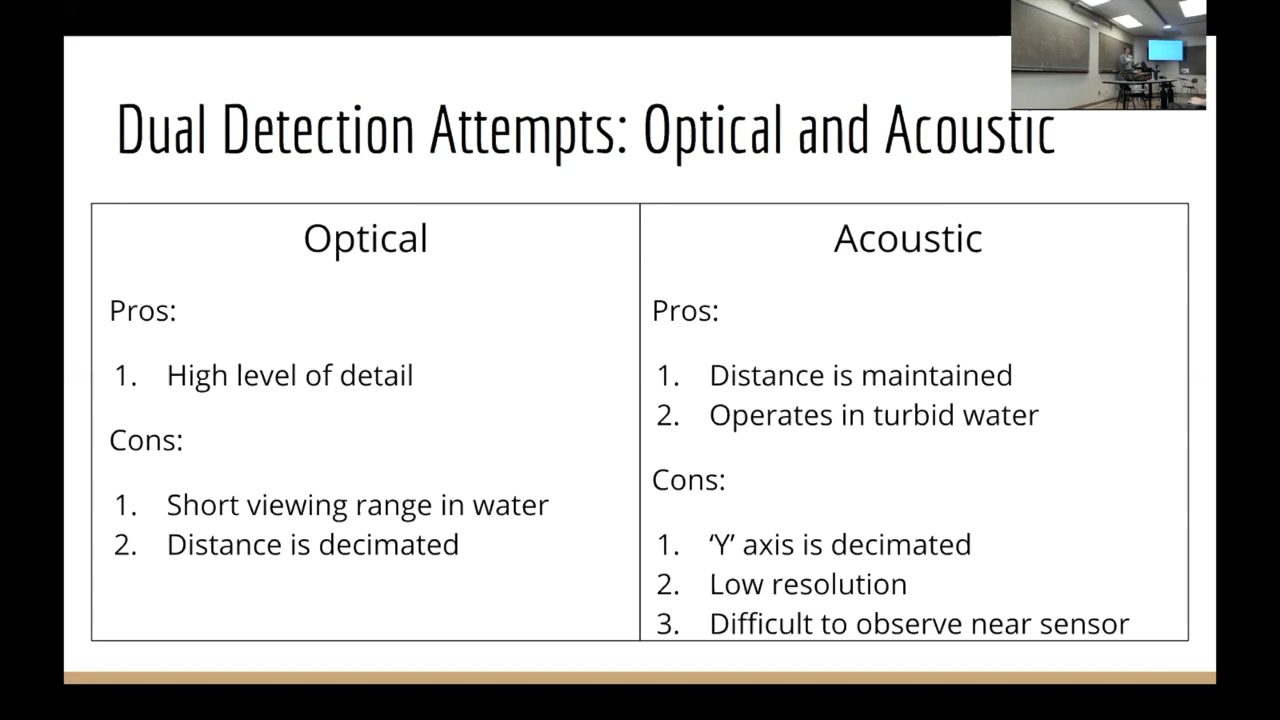 Dual Detection Attempts: Optical and Acoustic
Optical
Pros:
1. High level of detail
Cons:
1. Short viewing range in water
2. Distance is decimated
Acoustic
Pros:
1. Distance is maintained
2. Operates in turbid water
Cons:
1. ‘Y’ axis is decimated
2. Low resolution
3. Difficult to observe near sensor